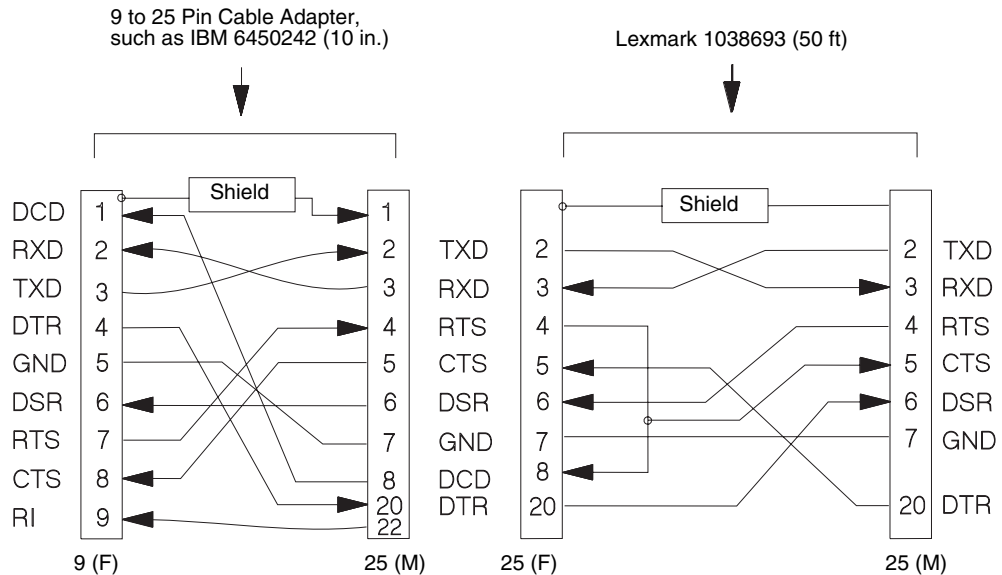 9 to 25 Pin Cable Adapter,
such as IBM 6450242 (10 in.)
Lexmark 1038693 (50 ft)
Shield
DCD 1 1
RXD 2 2
TXD 3 3
DTR 4 4
GND 5 5
DSR 6 6
RTS 7 7
CTS 8 8
20
RI 9 22
9 (F) 25 (M)
Shield
TXD 2 2 TXD
RXD 3 3 RXD
RTS 4 4 RTS
CTS 5 5 CTS
DSR 6 6 DSR
GND 7 7 GND
DCD 8
DTR 20 20 DTR
25 (F) 25 (M)